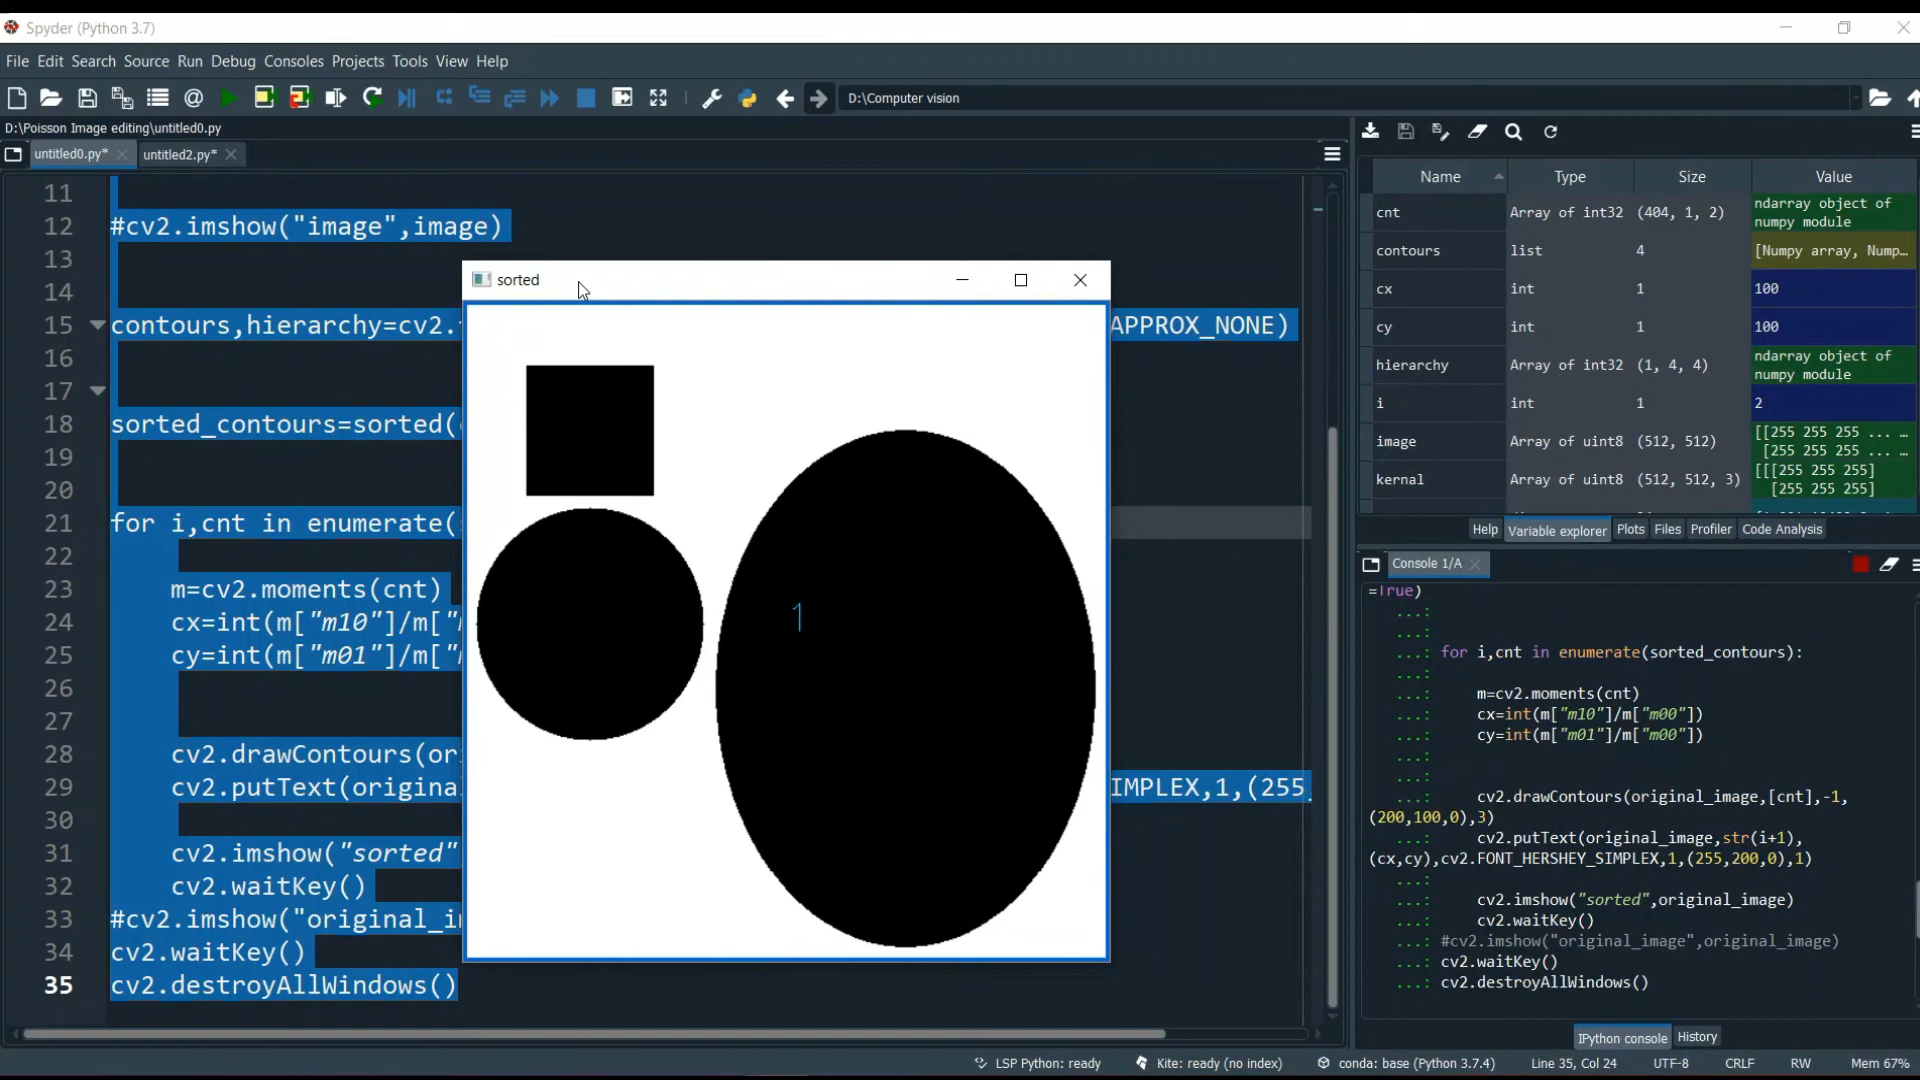 Spyder (Python 3.7)
File Edit Search Source Run Debug Consoles Projects Tools View Help
D:\Computer vision
D:\Poisson Image editing\untitled0.py
untitled0.py*
untitled2.py*
11
12 #cv2.imshow("image",image)
13
14
15 contours,hierarchy=cv2. APPROX_NONE)
16
17
18 sorted_contours=sorted(
19
20
21 for i,cnt in enumerate(
22
23 m=cv2.moments(cnt)
24 cx=int(m["m10"]/m["
25 cy=int(m["m01"]/m["
26
27
28 cv2.drawContours(or
29 cv2.putText(origina IMPLEX,1,(255,
30
31 cv2.imshow("sorted"
32 cv2.waitKey()
33 #cv2.imshow("original_i
34 cv2.waitKey()
35 cv2.destroyAllWindows()
sorted
1
Name Type Size Value
cnt Array of int32 (404, 1, 2) ndarray object of
numpy module
contours list 4 [Numpy array, Nump…
cx int 1 100
cy int 1 100
hierarchy Array of int32 (1, 4, 4) ndarray object of
numpy module
i int 1 2
image Array of uint8 (512, 512) [[255 255 255 ... …
[255 255 255 ... …
kernal Array of uint8 (512, 512, 3) [[[255 255 255]
[255 255 255]
Help Variable explorer Plots Files Profiler Code Analysis
Console 1/A
=True)
...:
...:
...: for i,cnt in enumerate(sorted_contours):
...:
...: m=cv2.moments(cnt)
...: cx=int(m["m10"]/m["m00"])
...: cy=int(m["m01"]/m["m00"])
...:
...:
...: cv2.drawContours(original_image,[cnt],-1,
(200,100,0),3)
...: cv2.putText(original_image,str(i+1),
(cx,cy),cv2.FONT_HERSHEY_SIMPLEX,1,(255,200,0),1)
...:
...: cv2.imshow("sorted",original_image)
...: cv2.waitKey()
...: #cv2.imshow("original_image",original_image)
...: cv2.waitKey()
...: cv2.destroyAllWindows()
IPython console History
LSP Python: ready Kite: ready (no index) conda: base (Python 3.7.4) Line 35, Col 24 UTF-8 CRLF RW Mem 67%